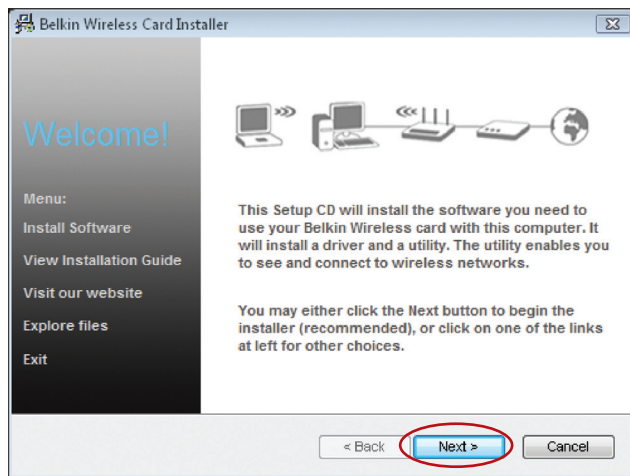 Belkin Wireless Card Installer
Welcome!
Menu:
Install Software
View Installation Guide
Visit our website
Explore files
Exit
This Setup CD will install the software you need to
use your Belkin Wireless card with this computer. It
will install a driver and a utility. The utility enables you
to see and connect to wireless networks.
You may either click the Next button to begin the
installer (recommended), or click on one of the links
at left for other choices.
< Back
Next >
Cancel